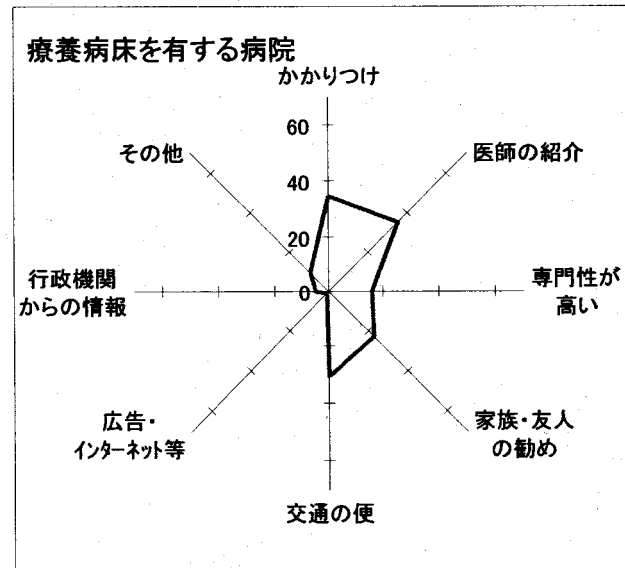 療養病床を有する病院
かかりつけ
60
その他
医師の紹介
40
20
行政機関
からの情報
0
専門性が
高い
広告・
インターネット等
家族・友人
の勧め
交通の便